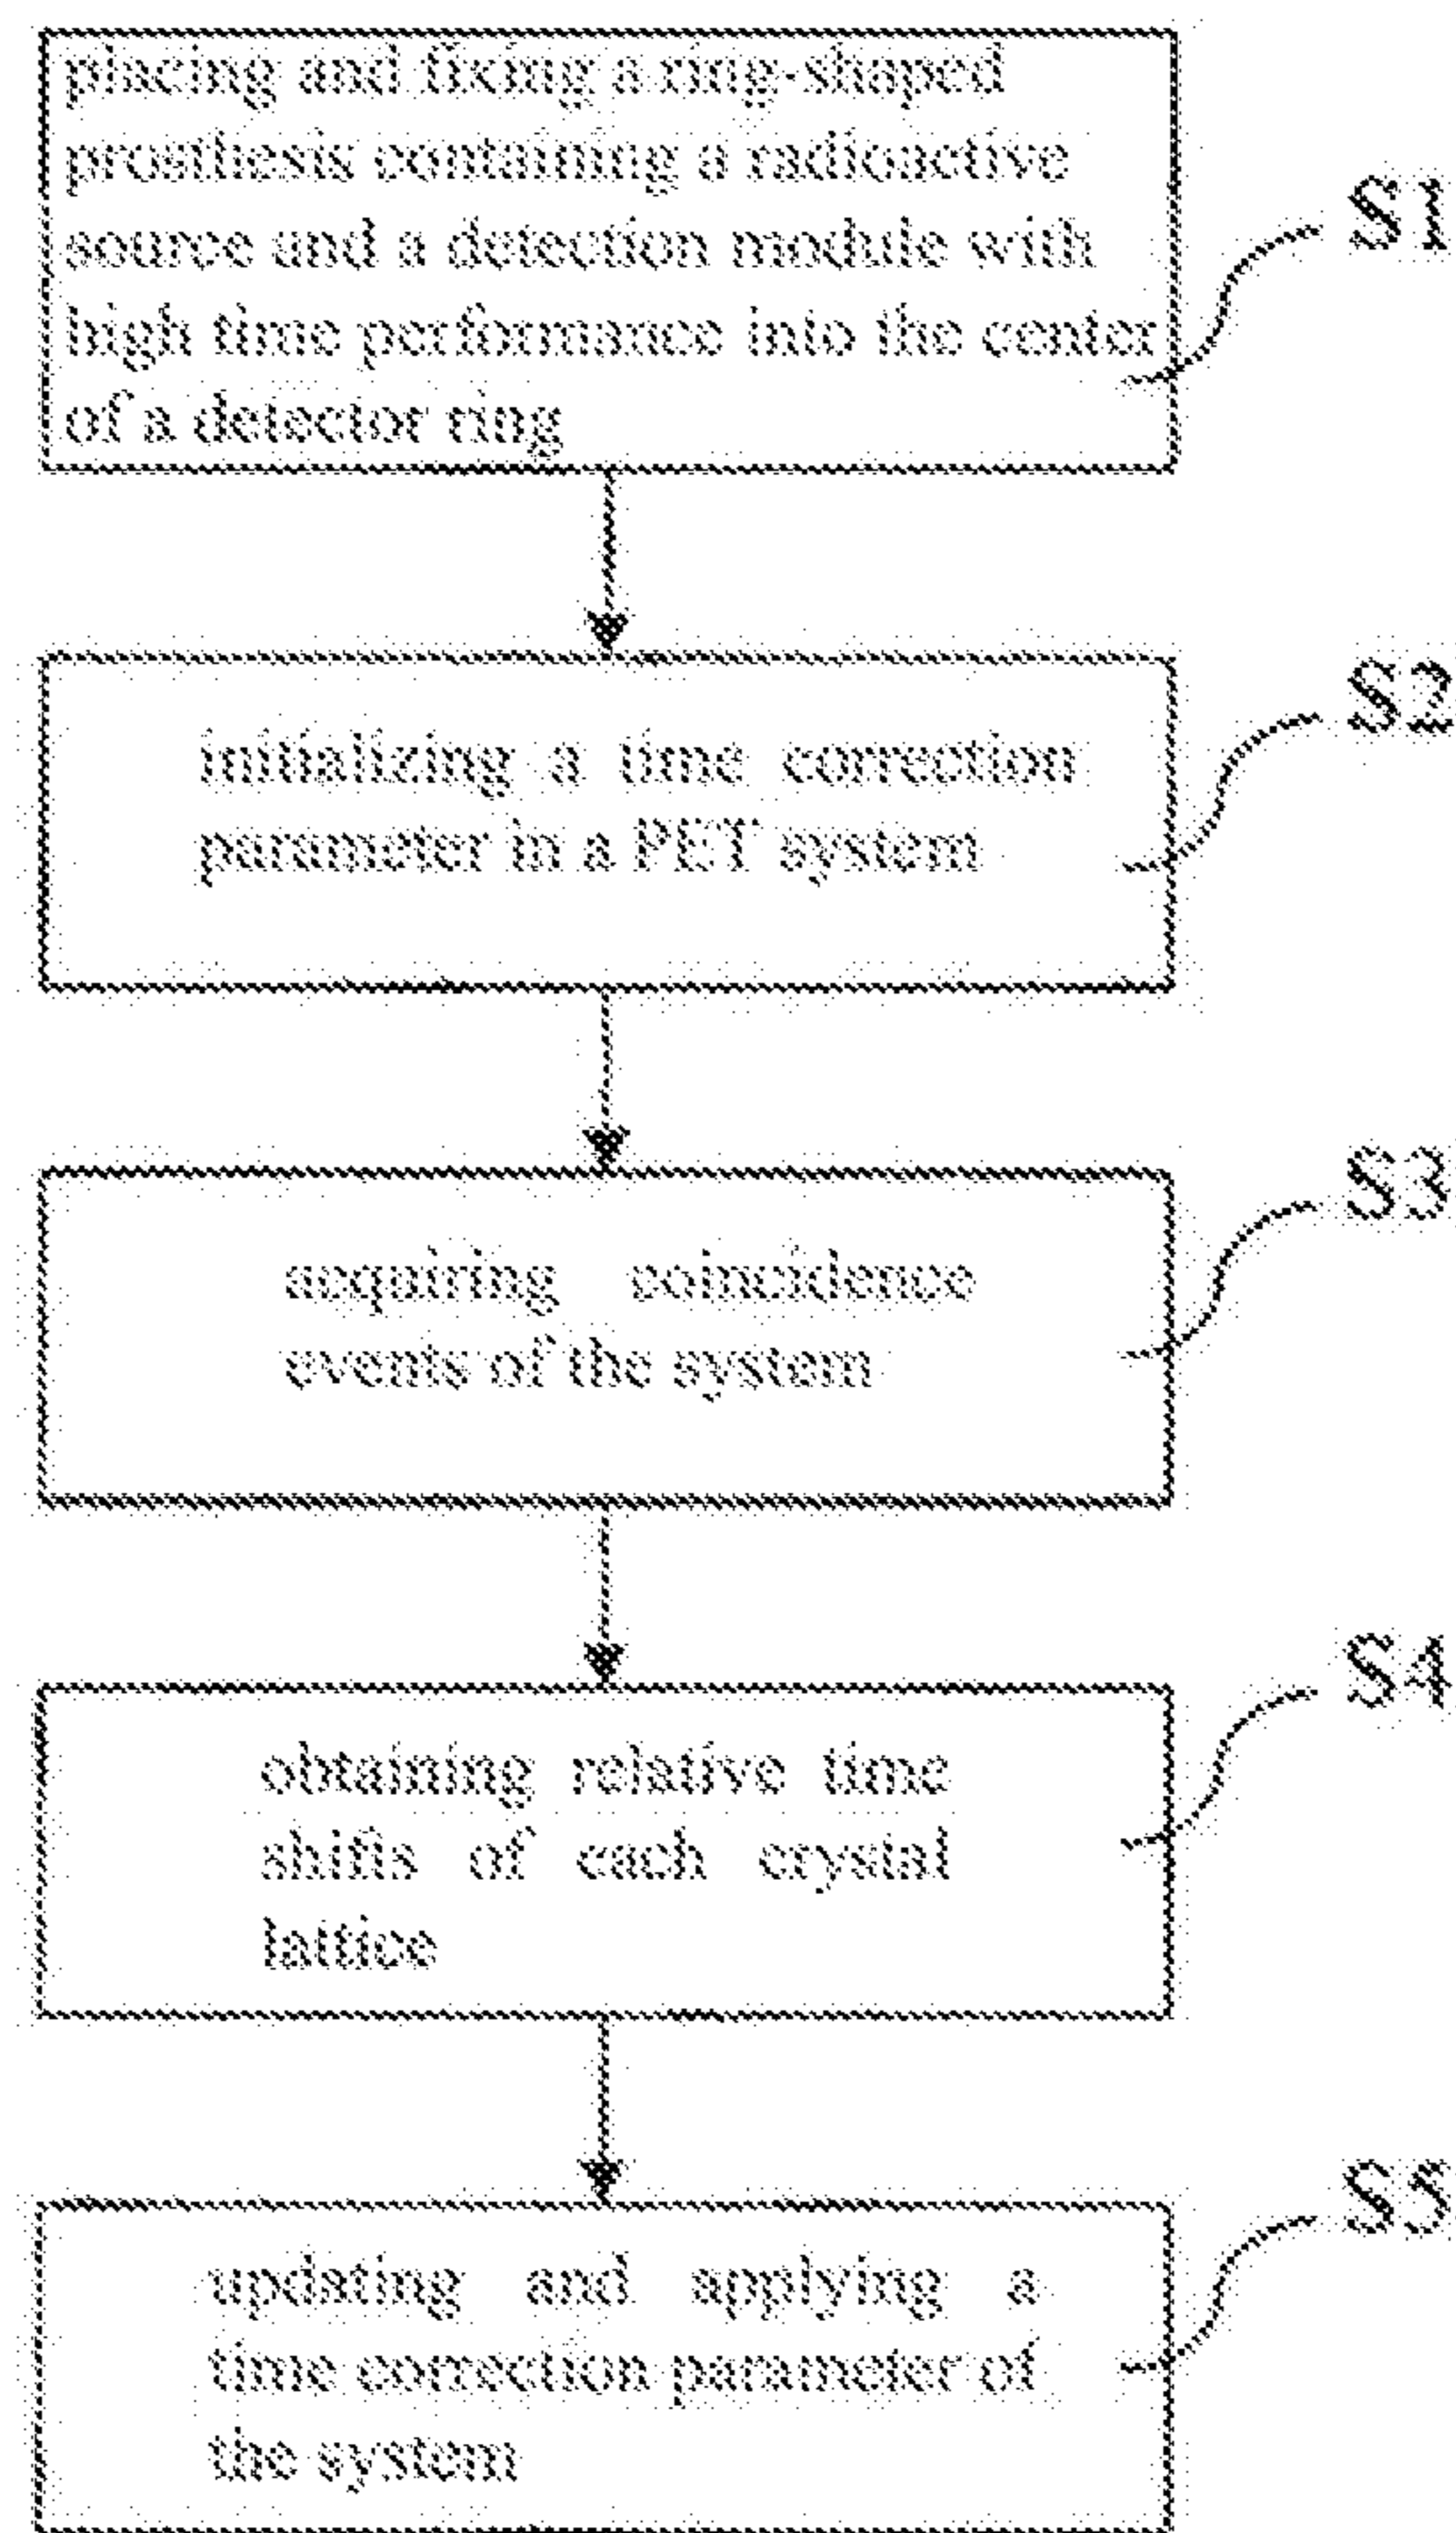 placing and fixing a ring-shaped
prosthesis containing a radioactive
source and a detection module with
high time performance into the center
of a detector ring
S1
initializing a time correction
parameter in a PET system
S2
acquiring coincidence
events of the system
S3
obtaining relative time
shifts of each crystal
lattice
S4
updating and applying a
time correction parameter of
the system
S5